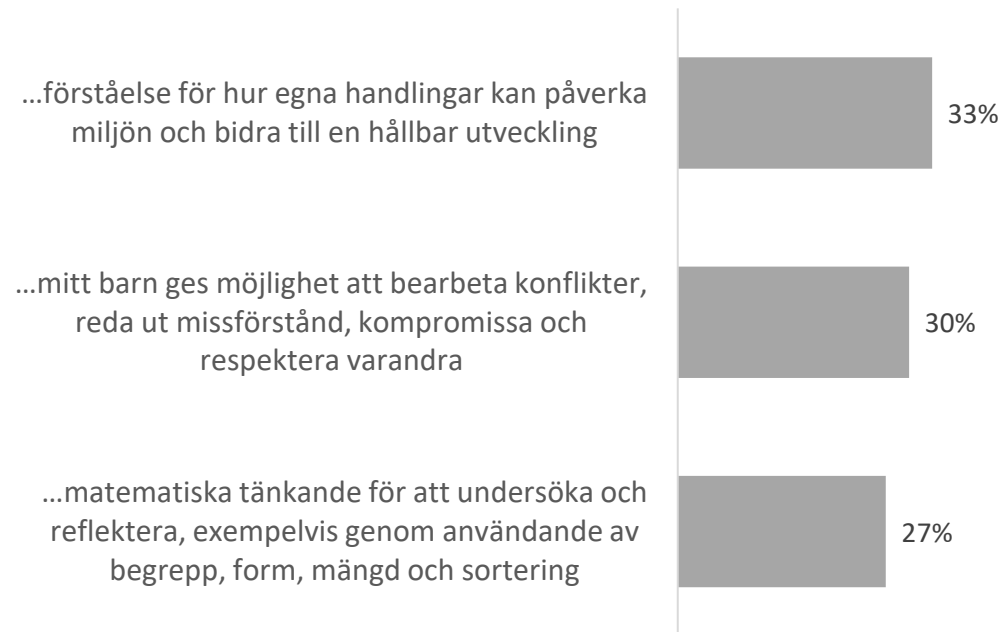 …förståelse för hur egna handlingar kan påverka
miljön och bidra till en hållbar utveckling
33%
…mitt barn ges möjlighet att bearbeta konflikter,
reda ut missförstånd, kompromissa och
respektera varandra
30%
…matematiska tänkande för att undersöka och
reflektera, exempelvis genom användande av
begrepp, form, mängd och sortering
27%